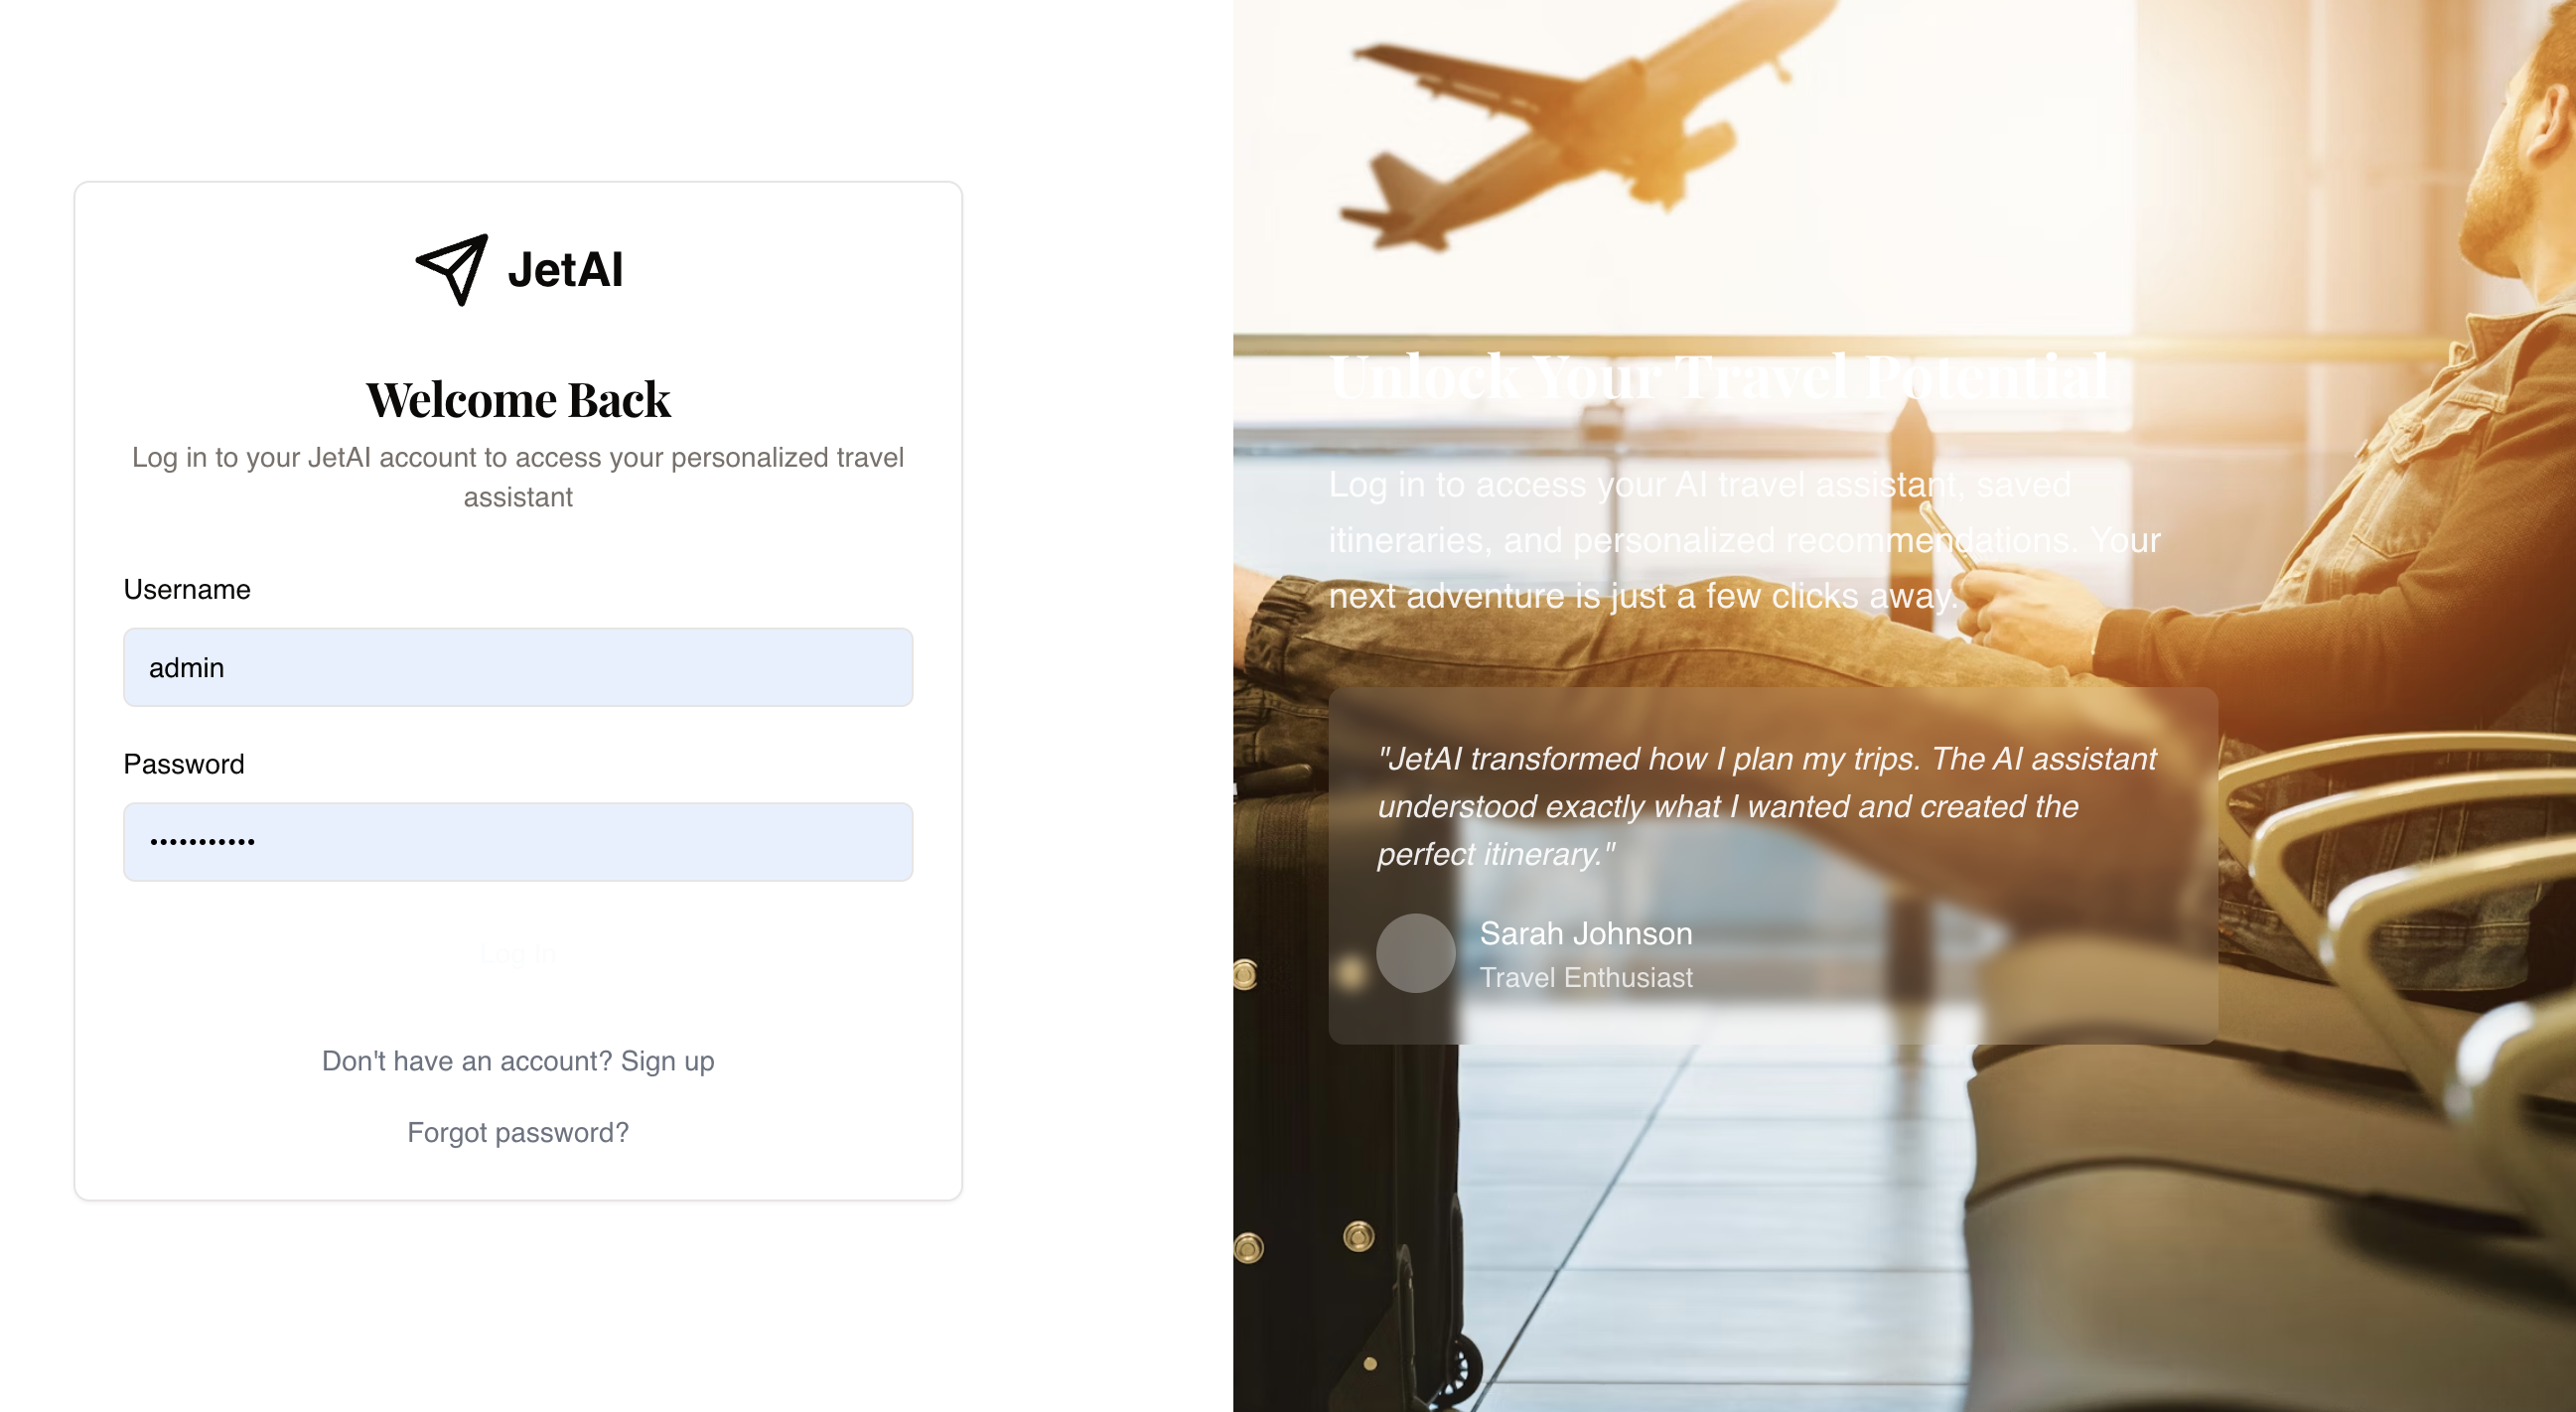 JetAI
Welcome Back
Log in to your JetAI account to access your personalized travel
assistant
Username
admin
Password
•••••••••••
Log in
Don't have an account? Sign up
Forgot password?
Unlock Your Travel Potential
Log in to access your AI travel assistant, saved
itineraries, and personalized recommendations. Your
next adventure is just a few clicks away.
"JetAI transformed how I plan my trips. The AI assistant
understood exactly what I wanted and created the
perfect itinerary."
Sarah Johnson
Travel Enthusiast